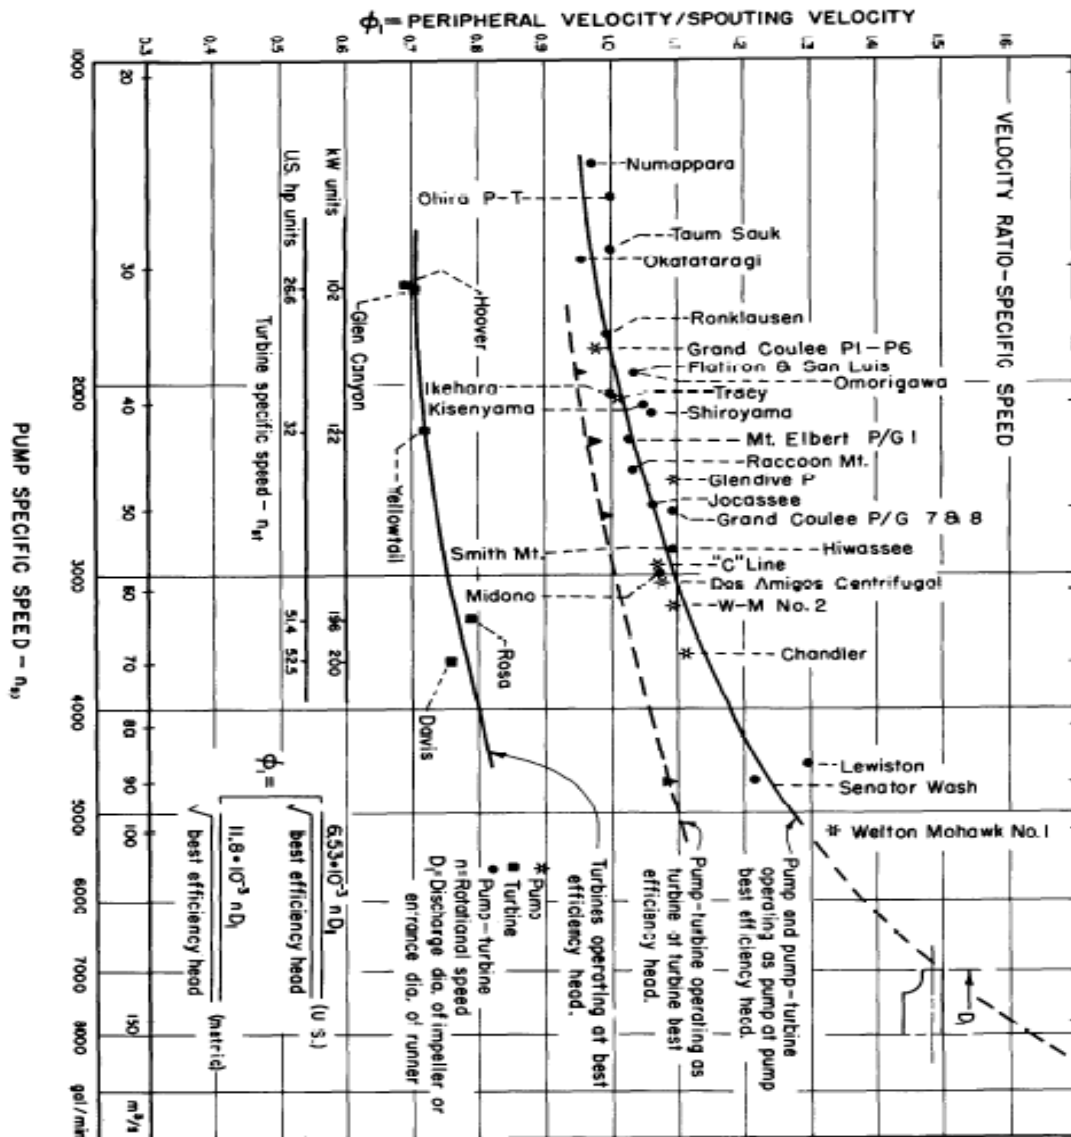 ϕ₁= PERIPHERAL VELOCITY/SPOUTING VELOCITY
0.3
0.4
0.5
0.6
0.7
0.8
0.9
1.0
1.1
1.2
1.3
1.4
1.5
1.6
VELOCITY RATIO-SPECIFIC SPEED
1000
2000
3000
4000
5000
6000
7000
8000
gal/min
20
30
40
50
60
70
80
90
100
150
m³/s
PUMP SPECIFIC SPEED - nₛ
Numappara
Ohira P-T
Taum Sauk
Okatataragi
Ronklausen
Grand Coulee P1-P6
Flatiron & San Luis
Omorigawa
Ikehara
Tracy
Kisenyama
Shiroyama
Mt. Elbert P/G 1
Raccoon Mt.
Glendive P
Jocassee
Grand Coulee P/G 7 & 8
Smith Mt.
Hiwassee
"C" Line
Midono
Dos Amigos Centrifugal
W-M No. 2
Chandler
Lewiston
Senator Wash
Welton Mohawk No. 1
Hoover
Glen Canyon
Yellowtail
Rosa
Davis
kW units
102
122
196
200
U.S. hp units
26.6
32
51.4
52.5
Turbine specific speed - nₛₜ
Pump and pump-turbine
operating as pump at pump
best efficiency head.
Pump-turbine operating as
turbine at turbine best
efficiency head.
Turbines operating at best
efficiency head.
Pump
Turbine
Pump-turbine
n=Rotational speed
D₁=Discharge dia. of impeller or
entrance dia. of runner
ϕ₁=
6.53*10⁻³ nD₁
√ best efficiency head
(U S.)
11.8*10⁻³ nD₁
√ best efficiency head
(metric)
D₁